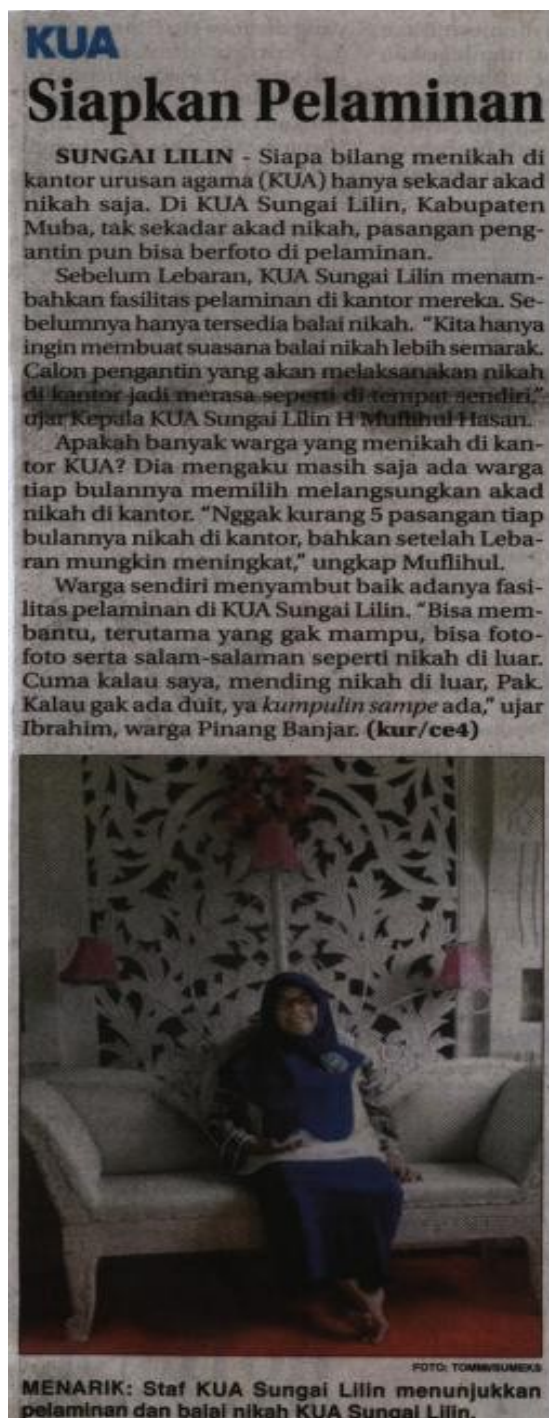 KUA
Siapkan Pelaminan
SUNGAI LILIN - Siapa bilang menikah di
kantor urusan agama (KUA) hanya sekadar akad
nikah saja. Di KUA Sungai Lilin, Kabupaten
Muba, tak sekadar akad nikah, pasangan peng-
antin pun bisa berfoto di pelaminan.
Sebelum Lebaran, KUA Sungai Lilin menam-
bahkan fasilitas pelaminan di kantor mereka. Se-
belumnya hanya tersedia balai nikah. “Kita hanya
ingin membuat suasana balai nikah lebih semarak.
Calon pengantin yang akan melaksanakan nikah
di kantor jadi merasa seperti di tempat sendiri,”
ujar Kepala KUA Sungai Lilin H Muflihul Hasan.
Apakah banyak warga yang menikah di kan-
tor KUA? Dia mengaku masih saja ada warga
tiap bulannya memilih melangsungkan akad
nikah di kantor. “Nggak kurang 5 pasangan tiap
bulannya nikah di kantor, bahkan setelah Leba-
ran mungkin meningkat,” ungkap Muflihul.
Warga sendiri menyambut baik adanya fasi-
litas pelaminan di KUA Sungai Lilin. “Bisa mem-
bantu, terutama yang gak mampu, bisa foto-
foto serta salam-salaman seperti nikah di luar.
Cuma kalau saya, mending nikah di luar, Pak.
Kalau gak ada duit, ya kumpulin sampe ada,” ujar
Ibrahim, warga Pinang Banjar. (kur/ce4)
FOTO: TOMMI/SUMEKS
MENARIK: Staf KUA Sungai Lilin menunjukkan
pelaminan dan balai nikah KUA Sungai Lilin.